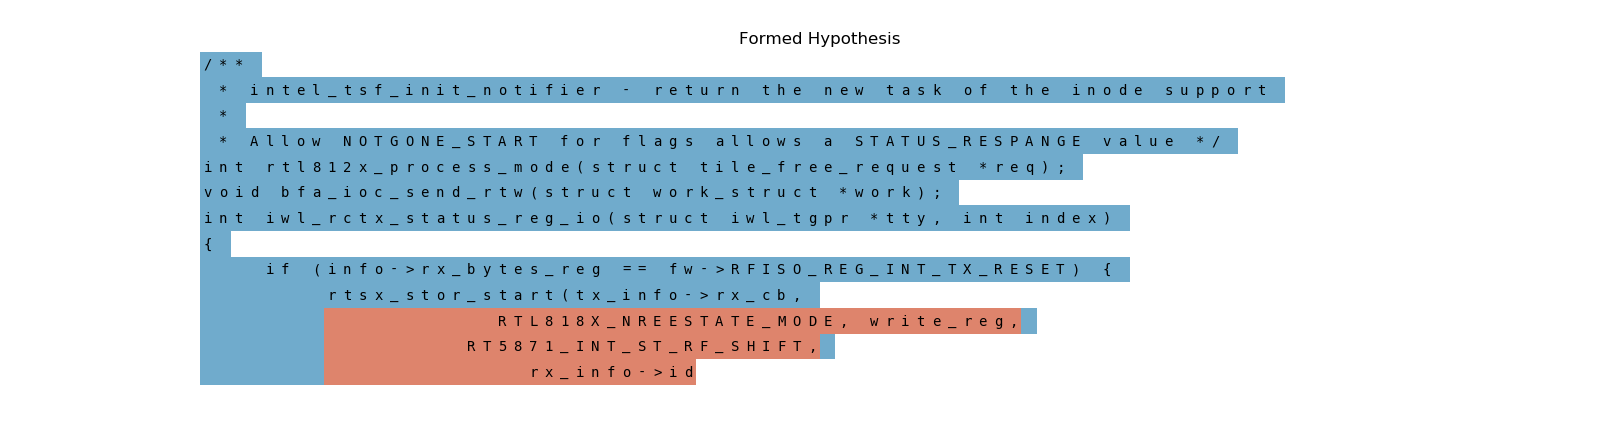 Formed Hypothesis
/**
 * intel_tsf_init_notifier - return the new task of the inode support
 *
 * Allow NOTGONE_START for flags allows a STATUS_RESPANGE value */
int rtl812x_process_mode(struct tile_free_request *req);
void bfa_ioc_send_rtw(struct work_struct *work);
int iwl_rctx_status_reg_io(struct iwl_tgpr *tty, int index)
{
    if (info->rx_bytes_reg == fw->RFISO_REG_INT_TX_RESET) {
        rtsx_stor_start(tx_info->rx_cb,
                   RTL818X_NREESTATE_MODE, write_reg,
                 RT5871_INT_ST_RF_SHIFT,
                     rx_info->id